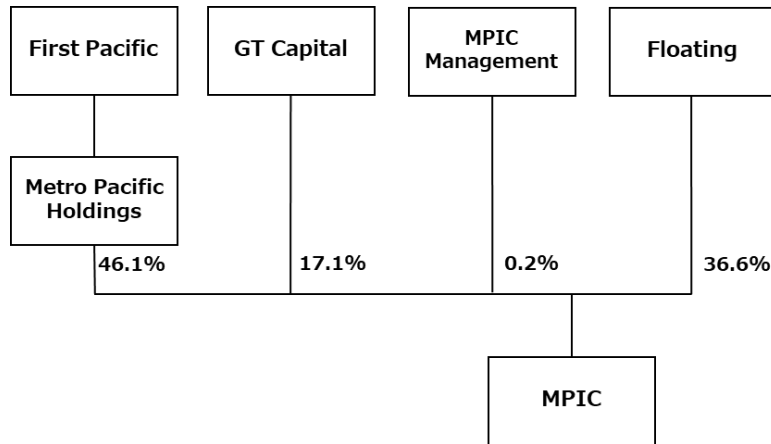 First Pacific
GT Capital
MPIC
Management
Floating
Metro Pacific
Holdings
46.1%
17.1%
0.2%
36.6%
MPIC